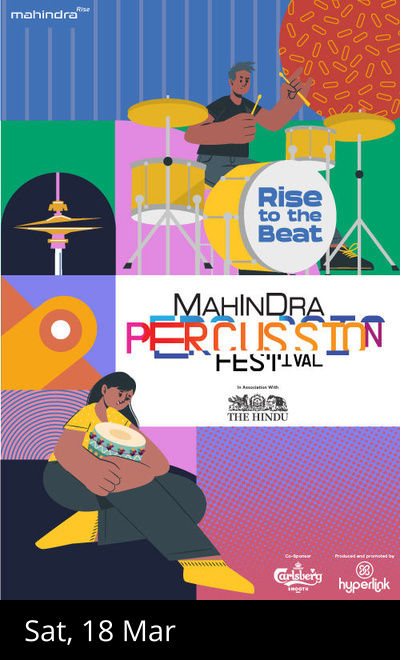 mahindra Rise
Rise
to the
Beat
MAHINDRA
PERCUSSION
FESTIVAL
In Association With
THE HINDU
Co-Sponsor
Produced and promoted by
Carlsberg
SMOOTH
hyperlink
Sat, 18 Mar